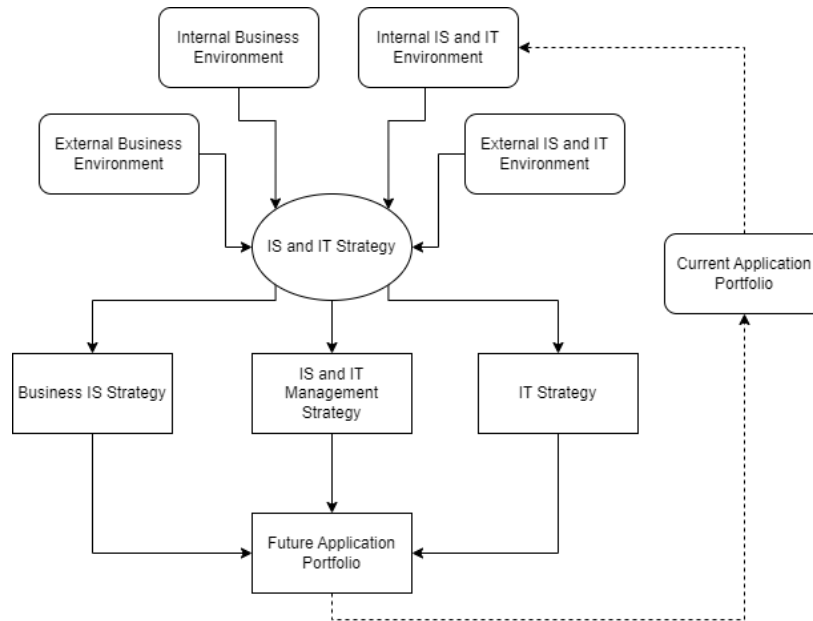 Internal Business
Environment
Internal IS and IT
Environment
External Business
Environment
External IS and IT
Environment
IS and IT Strategy
Current Application
Portfolio
Business IS Strategy
IS and IT
Management
Strategy
IT Strategy
Future Application
Portfolio